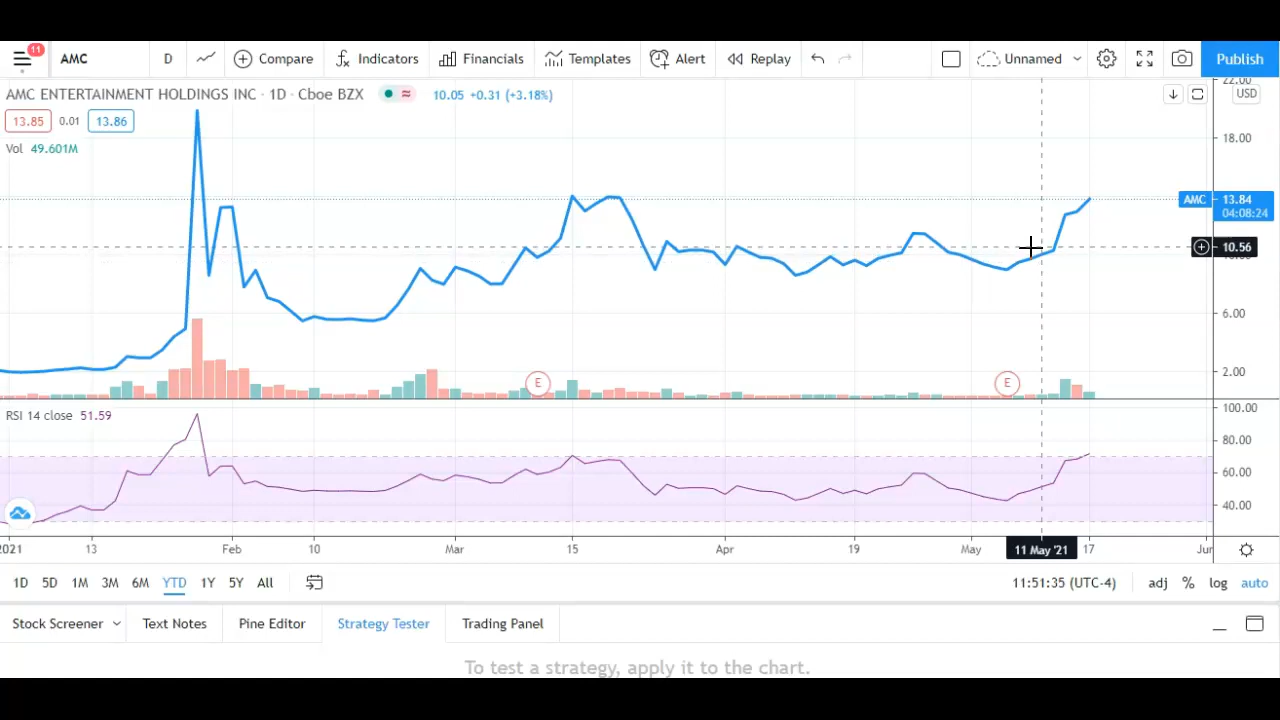 11
AMC D Compare Indicators Financials Templates Alert Replay Unnamed Publish
AMC ENTERTAINMENT HOLDINGS INC · 1D · Cboe BZX 10.05 +0.31 (+3.18%) USD
22.00
13.85 0.01 13.86
18.00
Vol 49.601M
AMC 13.84
04:08:24
10.56
6.00
2.00
E E
RSI 14 close 51.59
100.00
80.00
60.00
40.00
2021 13 Feb 10 Mar 15 Apr 19 May 11 May '21 17 Jun
1D 5D 1M 3M 6M YTD 1Y 5Y All 11:51:35 (UTC-4) adj % log auto
Stock Screener Text Notes Pine Editor Strategy Tester Trading Panel
To test a strategy, apply it to the chart.